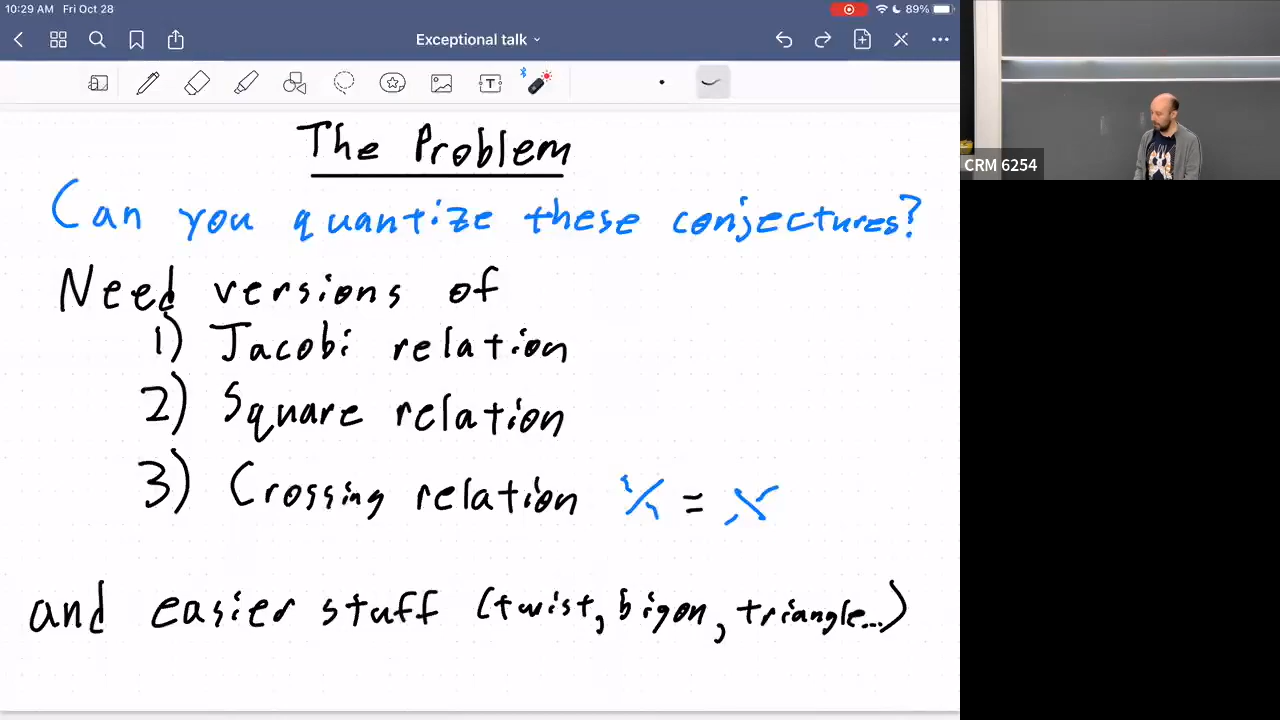 10:29 AM Fri Oct 28
89%
Exceptional talk
The Problem
Can you quantize these conjectures?
Need versions of
1) Jacobi relation
2) Square relation
3) Crossing relation
=
and easier stuff (twist, bigon, triangle...)
CRM 6254